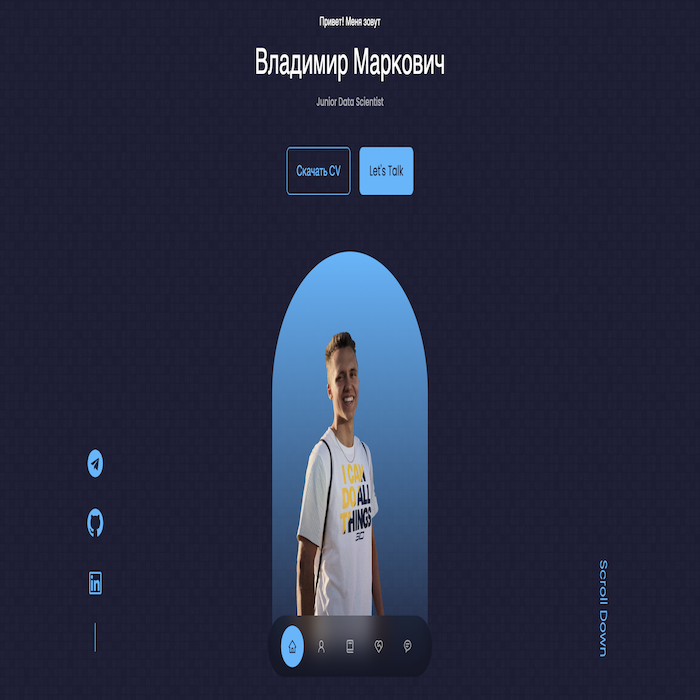 Привет! Меня зовут
Владимир Маркович
Junior Data Scientist
Скачать CV
Let's Talk
I CAN
DO ALL
THINGS
Scroll Down